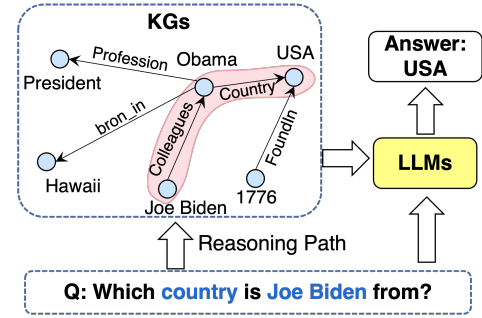 KGs
Profession
Obama
USA
President
Country
bron_in
Colleagues
FoundIn
Hawaii
Joe Biden
1776
Answer:
USA
LLMs
Reasoning Path
Q: Which country is Joe Biden from?